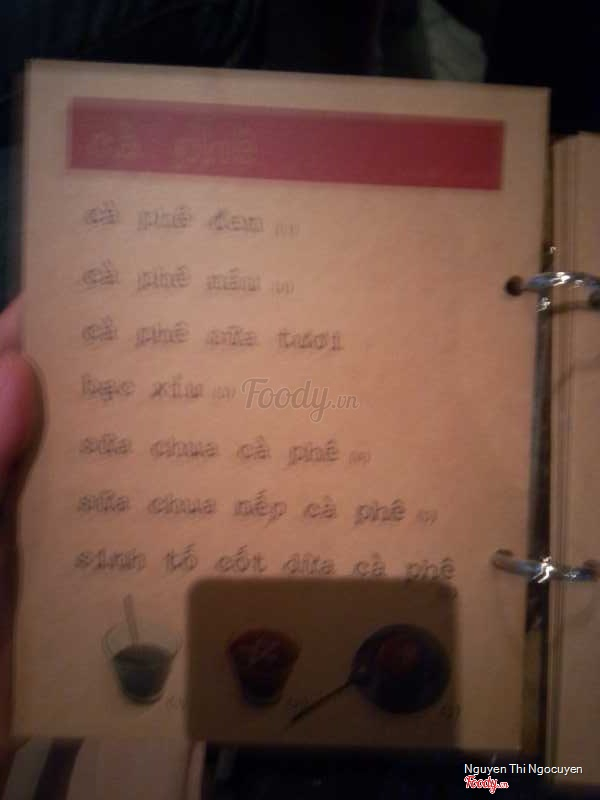 cà phê
cà phê đen
cà phê nâu
cà phê sữa tươi
bạc xỉu
Foody.vn
sữa chua cà phê
sữa chua nếp cà phê
sinh tố cốt dừa cà phê
Nguyen Thi Ngocuyen
Foody.vn